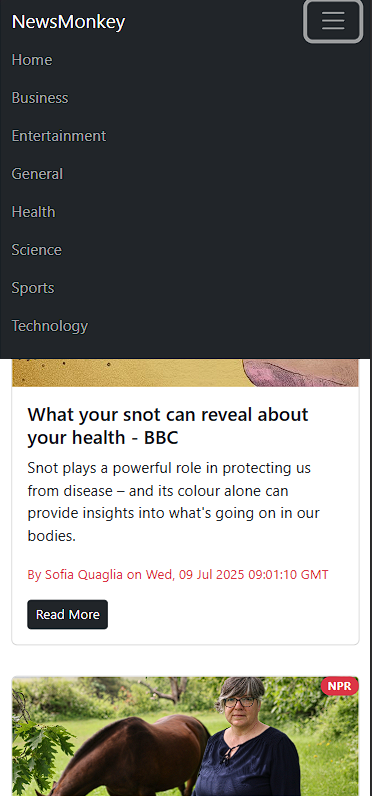 NewsMonkey
Home
Business
Entertainment
General
Health
Science
Sports
Technology
What your snot can reveal about
your health - BBC
Snot plays a powerful role in protecting us
from disease – and its colour alone can
provide insights into what's going on in our
bodies.
By Sofia Quaglia on Wed, 09 Jul 2025 09:01:10 GMT
Read More
NPR